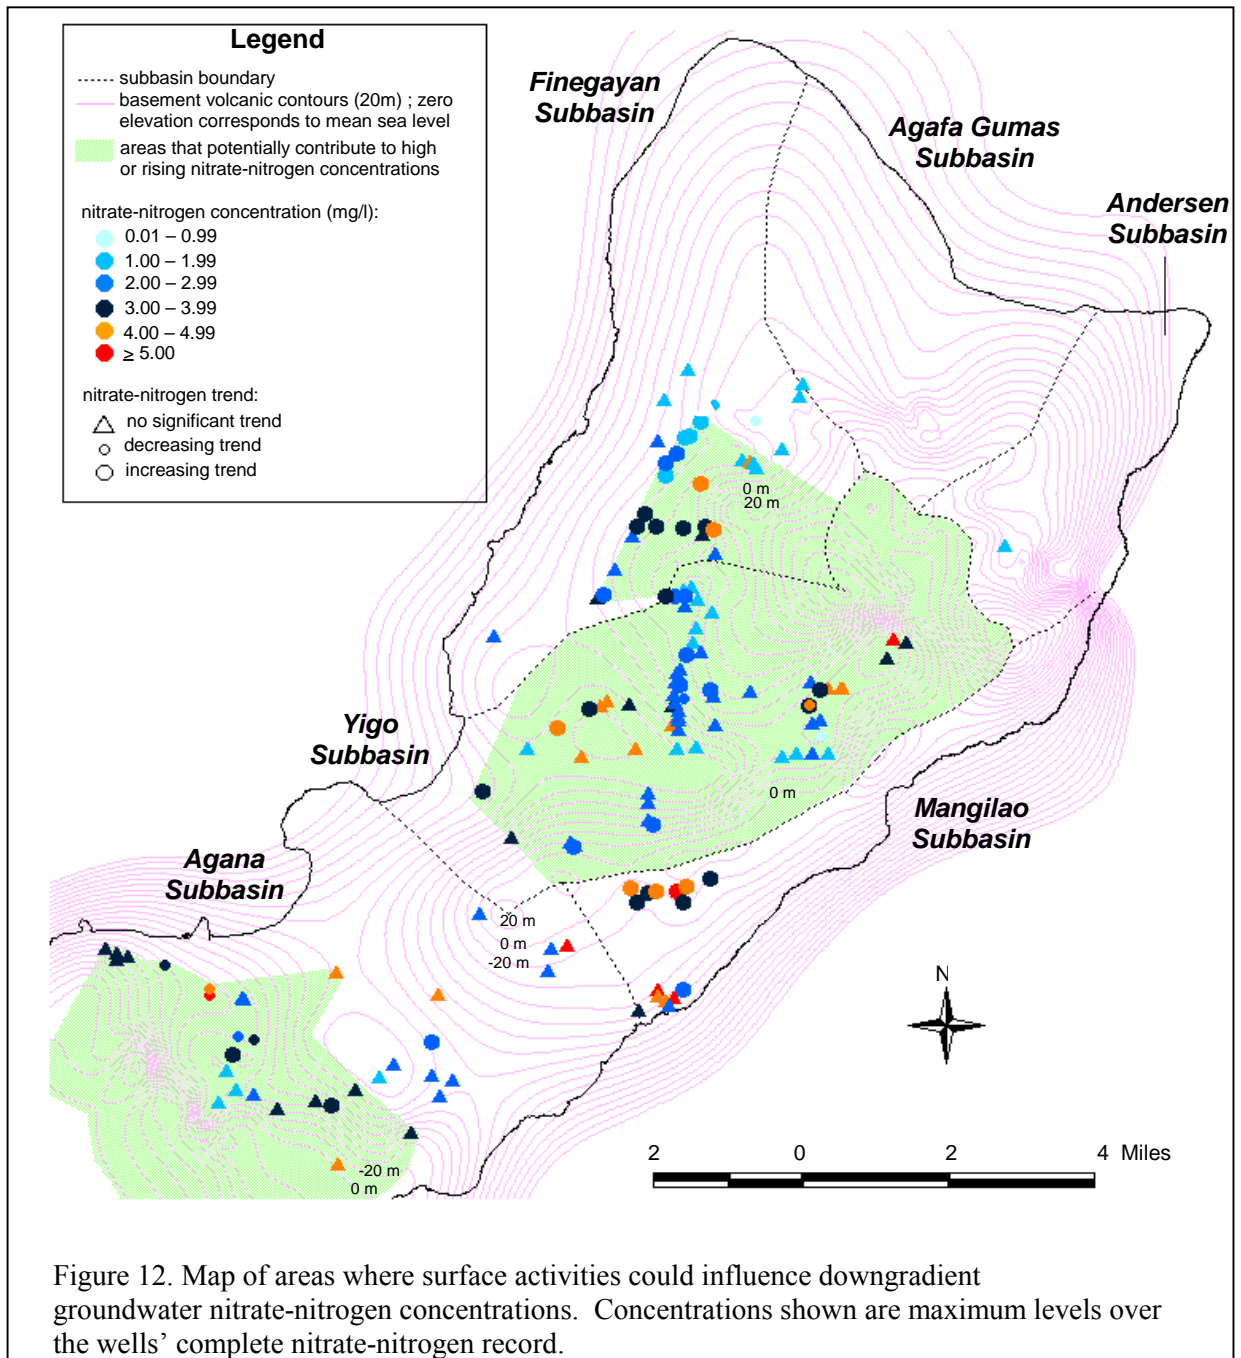 Legend
subbasin boundary
basement volcanic contours (20m) ; zero
elevation corresponds to mean sea level
areas that potentially contribute to high
or rising nitrate-nitrogen concentrations
nitrate-nitrogen concentration (mg/l):
0.01 – 0.99
1.00 – 1.99
2.00 – 2.99
3.00 – 3.99
4.00 – 4.99
≥ 5.00
nitrate-nitrogen trend:
no significant trend
decreasing trend
increasing trend
Finegayan
Subbasin
Agafa Gumas
Subbasin
Andersen
Subbasin
0 m
20 m
Yigo
Subbasin
0 m
Mangilao
Subbasin
Agana
Subbasin
20 m
0 m
-20 m
N
-20 m
0 m
2 0 2 4 Miles
Figure 12. Map of areas where surface activities could influence downgradient
groundwater nitrate-nitrogen concentrations.  Concentrations shown are maximum levels over
the wells’ complete nitrate-nitrogen record.